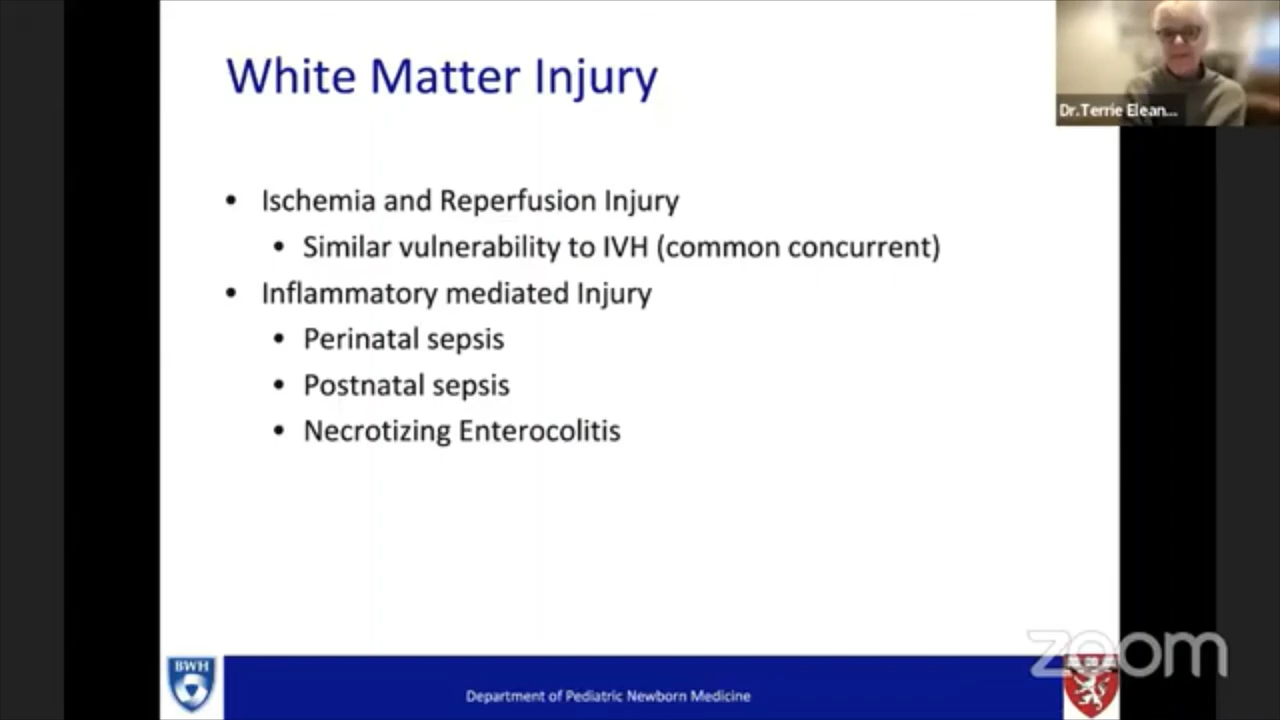 White Matter Injury
Dr.Terrie Elean...
• Ischemia and Reperfusion Injury
• Similar vulnerability to IVH (common concurrent)
• Inflammatory mediated Injury
• Perinatal sepsis
• Postnatal sepsis
• Necrotizing Enterocolitis
zoom
BWH
Department of Pediatric Newborn Medicine